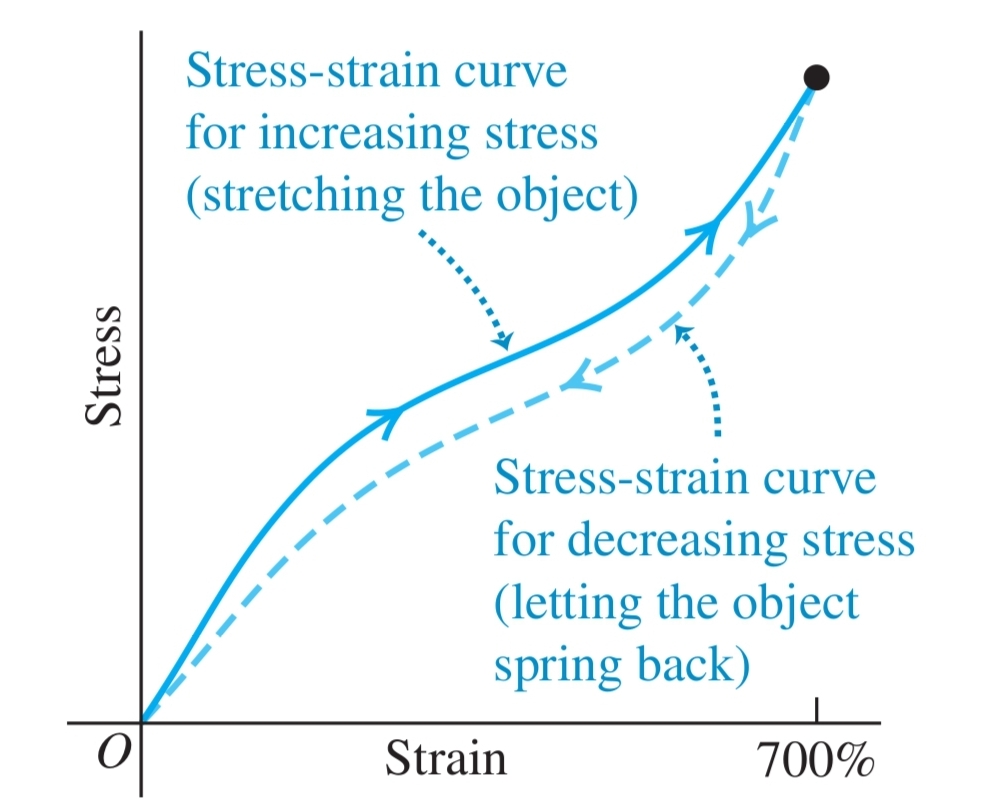 Stress-strain curve
for increasing stress
(stretching the object)
Stress
Stress-strain curve
for decreasing stress
(letting the object
spring back)
O
Strain
700%